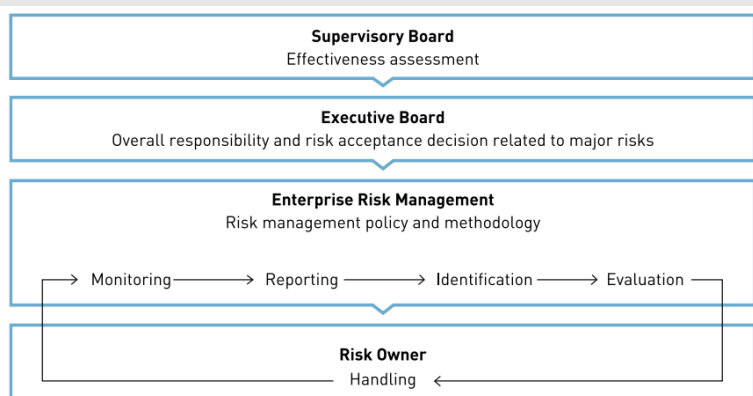 Supervisory Board
Effectiveness assessment
Executive Board
Overall responsibility and risk acceptance decision related to major risks
Enterprise Risk Management
Risk management policy and methodology
Monitoring Reporting Identification Evaluation
Risk Owner
Handling